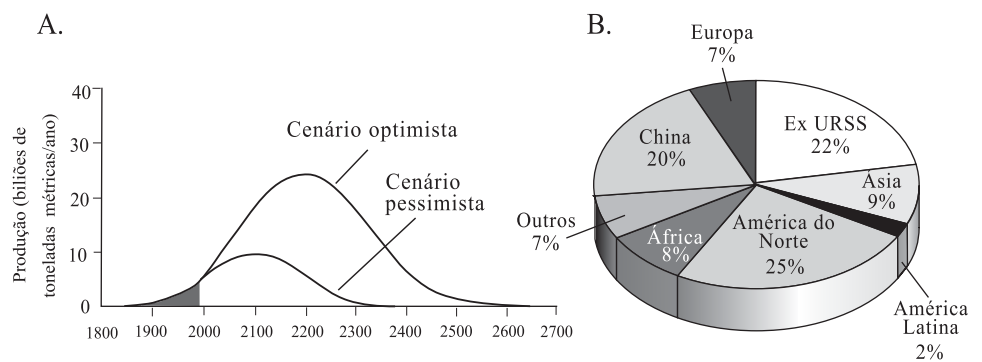 A.
Produção (biliões de
toneladas métricas/ano)
40
30
20
10
0
1800 1900 2000 2100 2200 2300 2400 2500 2600 2700
Cenário optimista
Cenário
pessimista
B.
Europa
7%
Ex URSS
22%
Asia
9%
América
Latina
2%
América do
Norte
25%
África
8%
Outros
7%
China
20%